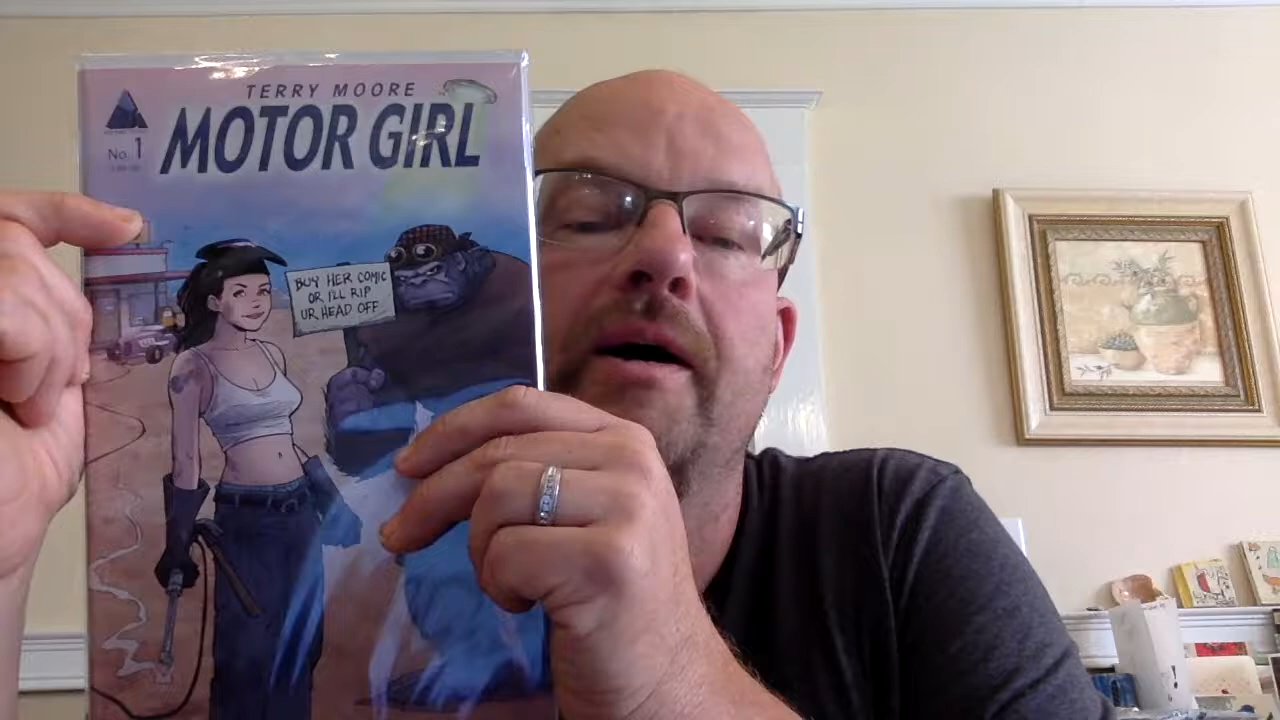 TERRY MOORE
MOTOR GIRL
No. 1
BUY HER COMIC
OR I'LL RIP
UR HEAD OFF